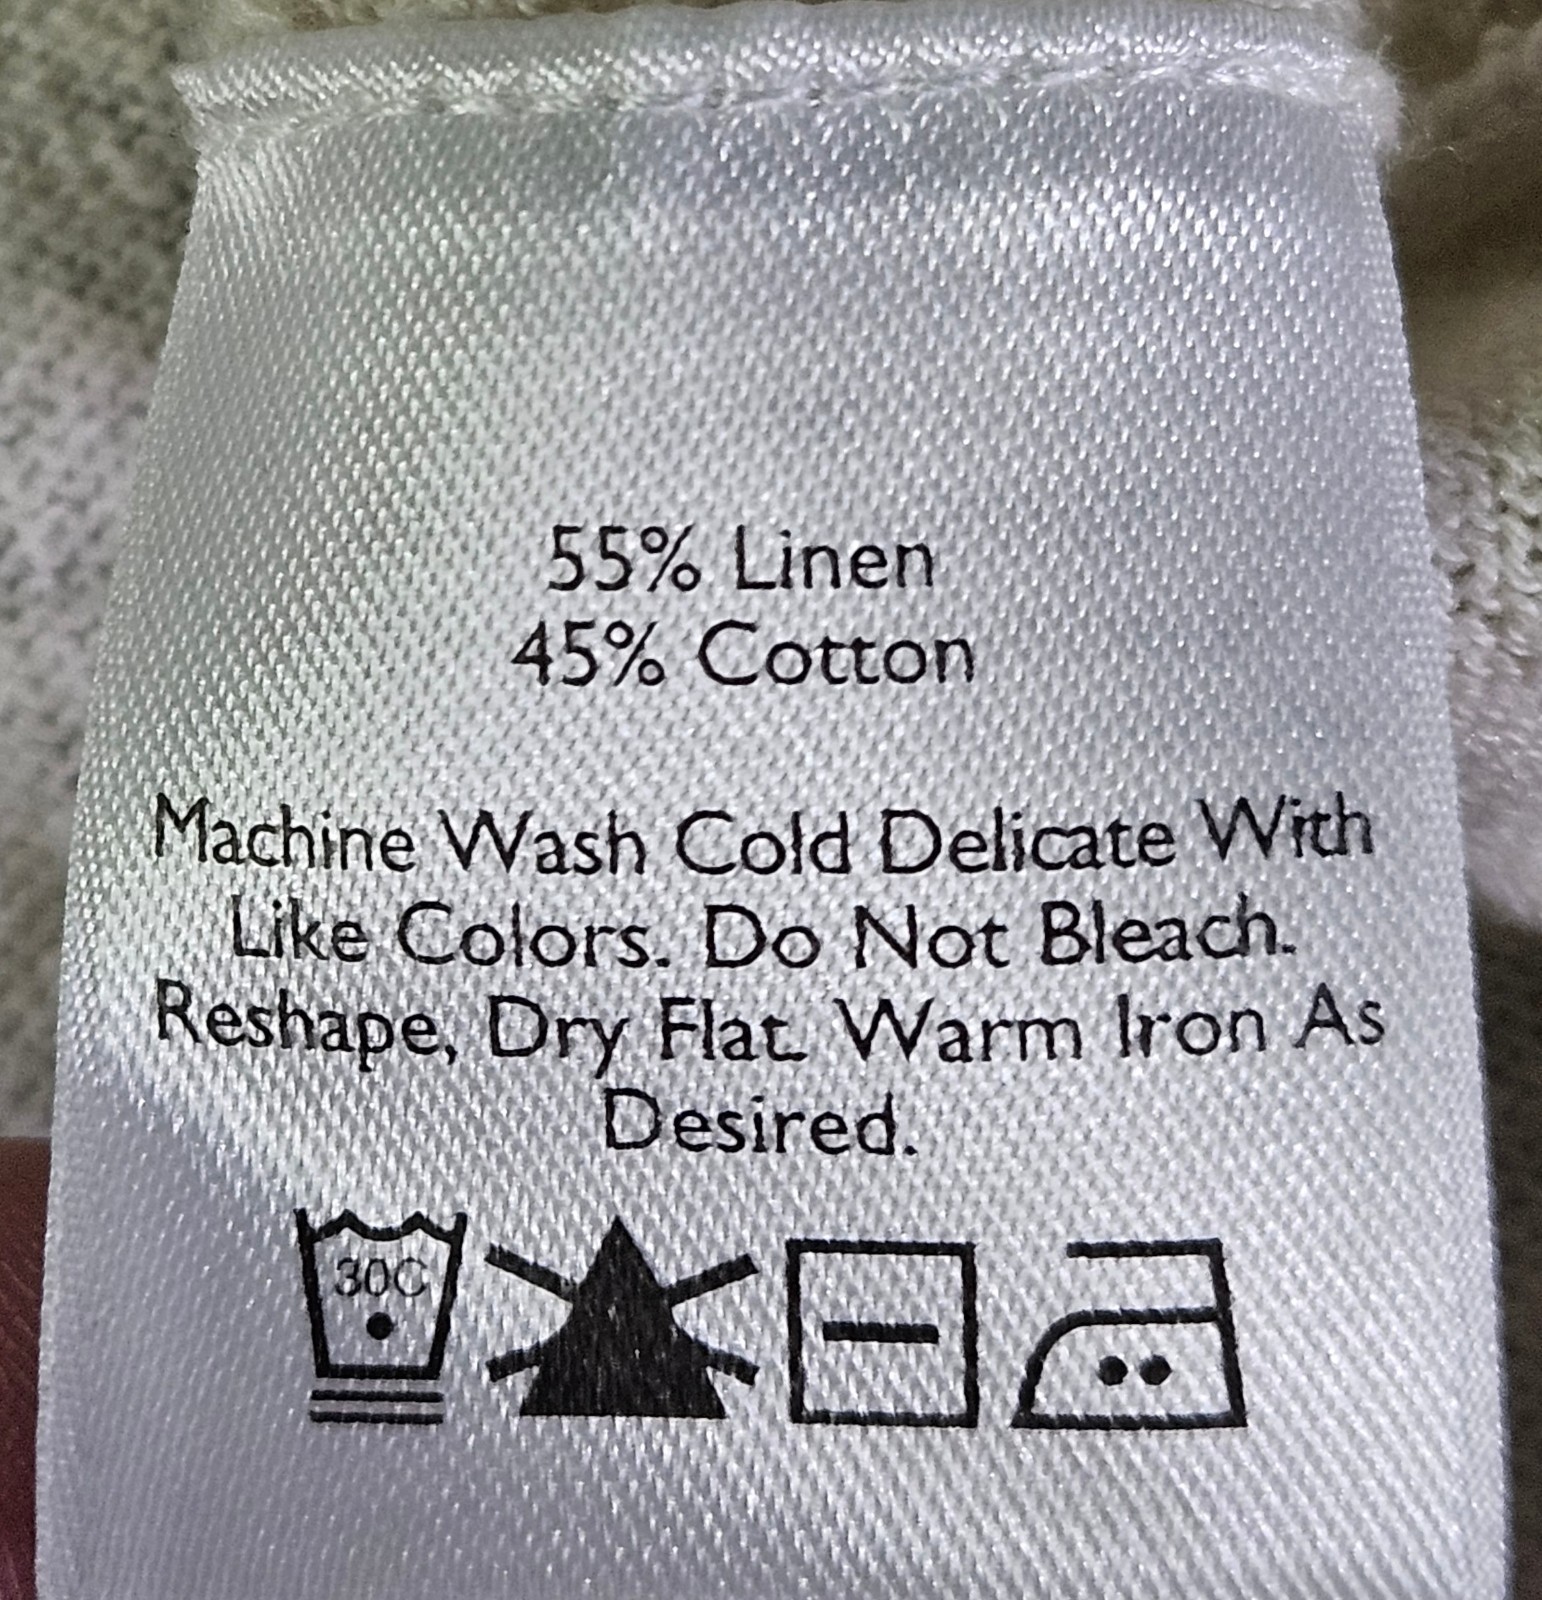 55% Linen
45% Cotton
Machine Wash Cold Delicate With
Like Colors. Do Not Bleach.
Reshape, Dry Flat. Warm Iron As
Desired.
30C